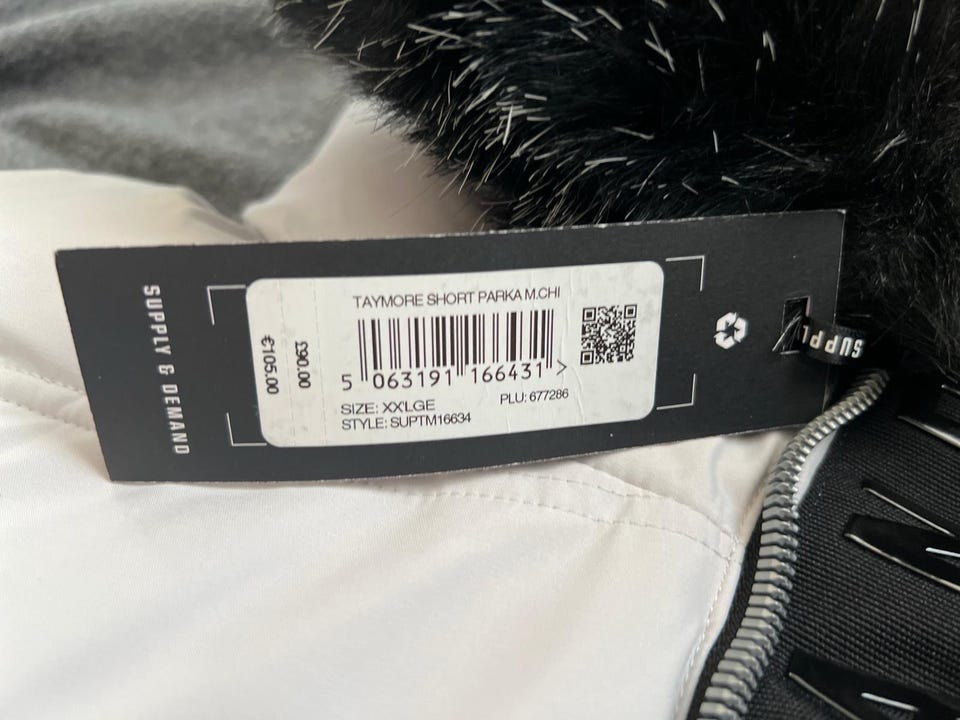 SUPPLY & DEMAND
€105.00
£90.00
TAYMORE SHORT PARKA M.CHI
5 063191 166431 >
PLU: 677286
SIZE: XX'LGE
STYLE: SUPTM16634
SUPPLY